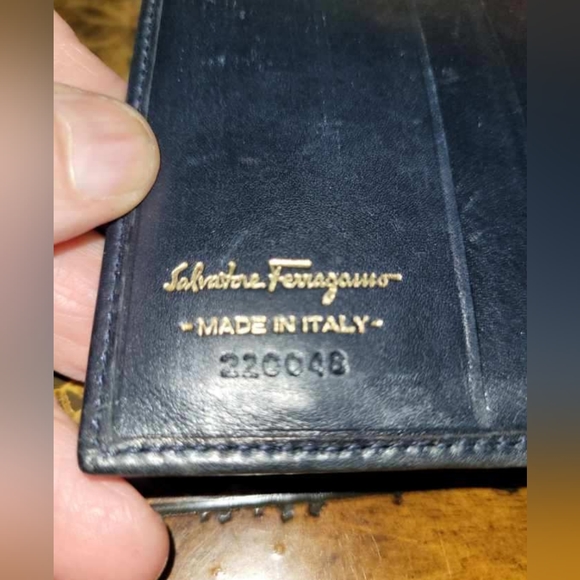 Salvatore Ferragamo
- MADE IN ITALY -
220048